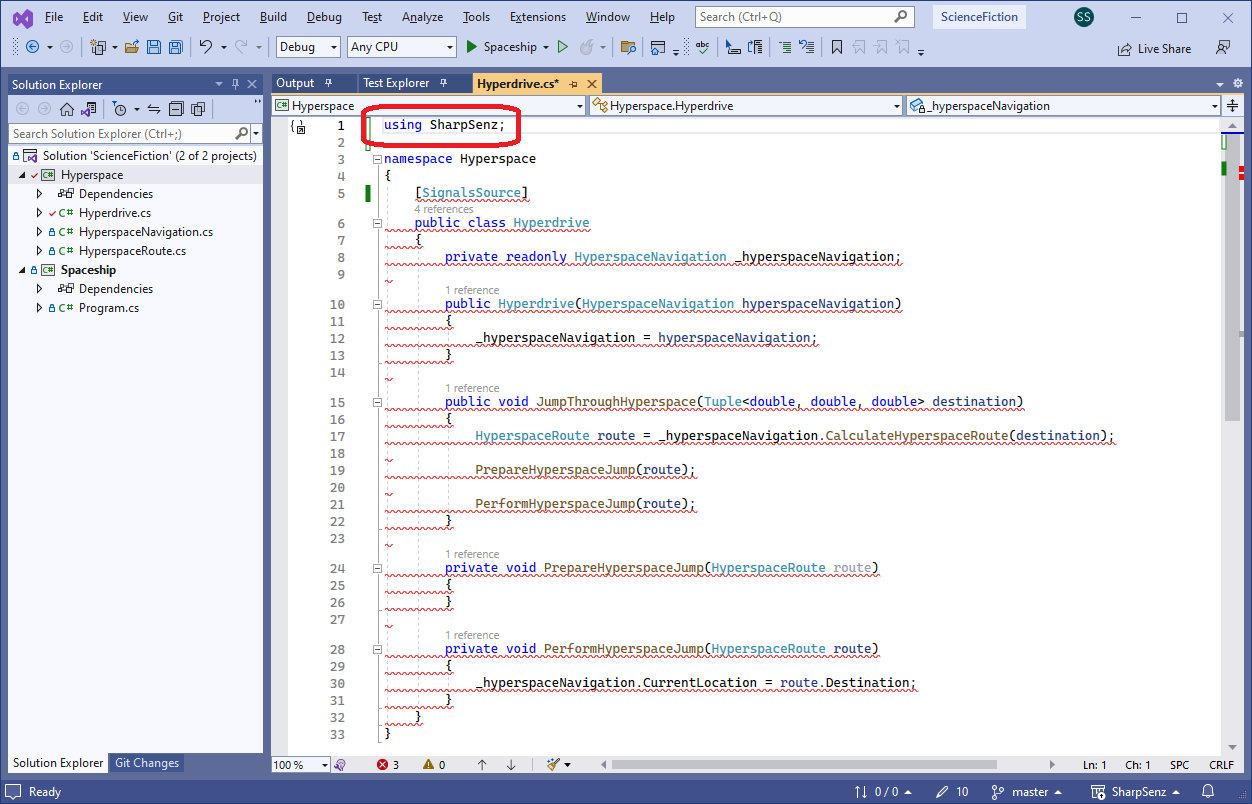 File Edit View Git Project Build Debug Test Analyze Tools Extensions Window Help Search (Ctrl+Q) ScienceFiction SS
Debug Any CPU Spaceship Live Share
Solution Explorer
Search Solution Explorer (Ctrl+;)
Solution 'ScienceFiction' (2 of 2 projects)
C# Hyperspace
Dependencies
C# Hyperdrive.cs
C# HyperspaceNavigation.cs
C# HyperspaceRoute.cs
C# Spaceship
Dependencies
C# Program.cs
Solution Explorer Git Changes
Output Test Explorer Hyperdrive.cs*
C# Hyperspace Hyperspace.Hyperdrive _hyperspaceNavigation
1 using SharpSenz;
2
3 namespace Hyperspace
4 {
5 [SignalsSource]
4 references
6 public class Hyperdrive
7 {
8 private readonly HyperspaceNavigation _hyperspaceNavigation;
9
1 reference
10 public Hyperdrive(HyperspaceNavigation hyperspaceNavigation)
11 {
12 _hyperspaceNavigation = hyperspaceNavigation;
13 }
14
1 reference
15 public void JumpThroughHyperspace(Tuple<double, double, double> destination)
16 {
17 HyperspaceRoute route = _hyperspaceNavigation.CalculateHyperspaceRoute(destination);
18
19 PrepareHyperspaceJump(route);
20
21 PerformHyperspaceJump(route);
22 }
23
1 reference
24 private void PrepareHyperspaceJump(HyperspaceRoute route)
25 {
26 }
27
1 reference
28 private void PerformHyperspaceJump(HyperspaceRoute route)
29 {
30 _hyperspaceNavigation.CurrentLocation = route.Destination;
31 }
32 }
33 }
100 % 3 0 Ln: 1 Ch: 1 SPC CRLF
Ready 0 / 0 10 master SharpSenz